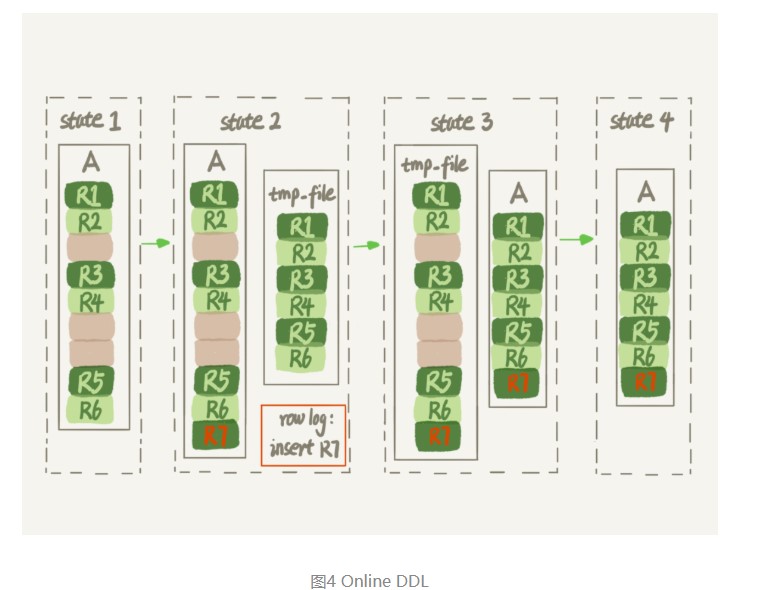 state 1
A
R1
R2
R3
R4
R5
R6
state 2
A
R1
R2
R3
R4
R5
R6
R7
tmp-file
R1
R2
R3
R4
R5
R6
row log:
insert R7
state 3
tmp-file
R1
R2
R3
R4
R5
R6
R7
A
R1
R2
R3
R4
R5
R6
R7
state 4
A
R1
R2
R3
R4
R5
R6
R7
图4 Online DDL